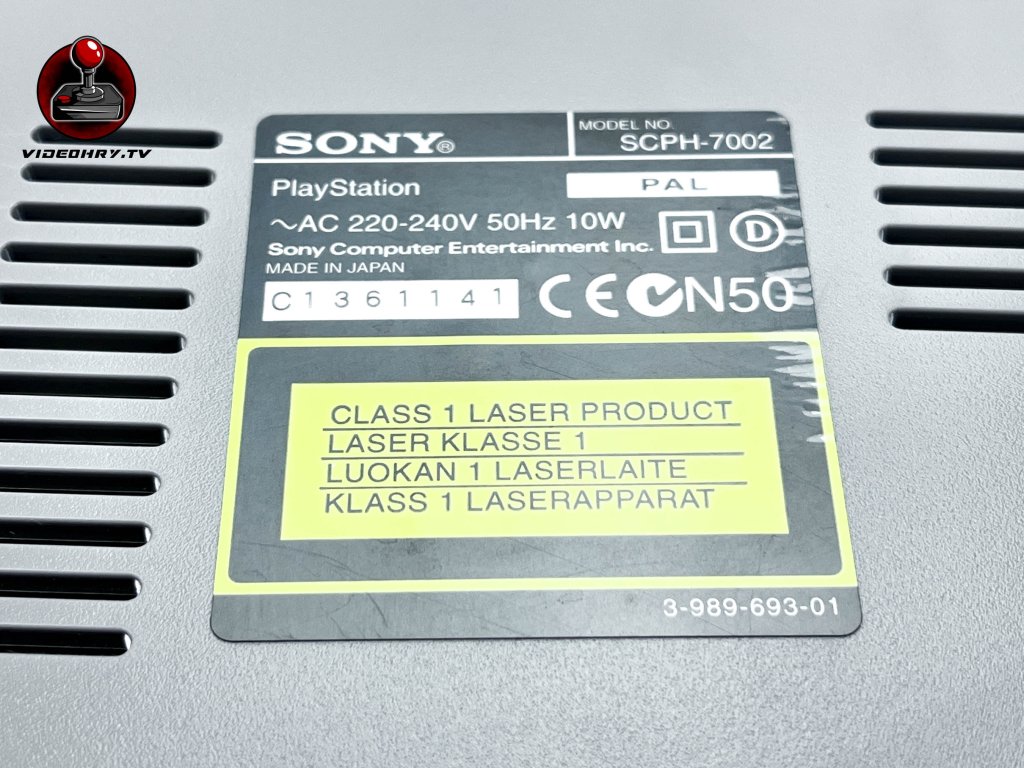 VIDEOHRY.TV
SONY®
MODEL NO.
SCPH-7002
PlayStation
PAL
~AC 220-240V 50Hz 10W
D
Sony Computer Entertainment Inc.
MADE IN JAPAN
C1361141
CE N50
CLASS 1 LASER PRODUCT
LASER KLASSE 1
LUOKAN 1 LASERLAITE
KLASS 1 LASERAPPARAT
3-989-693-01